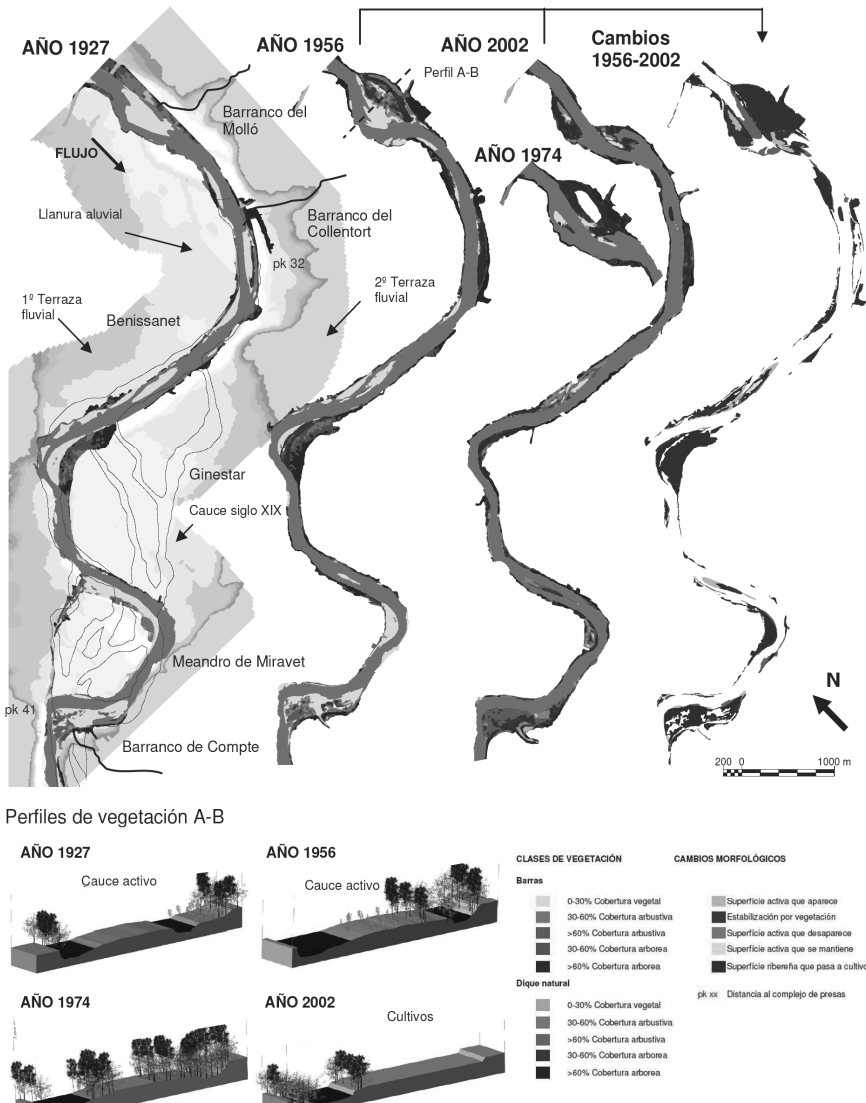 AÑO 1927
AÑO 1956
AÑO 2002
Cambios
1956-2002
Perfil A-B
Barranco del
Molló
FLUJO
AÑO 1974
Llanura aluvial
Barranco del
Collentort
pk 32
1º Terraza
fluvial
2º Terraza
fluvial
Benissanet
Ginestar
Cauce siglo XIX
Meandro de Miravet
pk 41
Barranco de Compte
N
200 0 1000 m
Perfiles de vegetación A-B
AÑO 1927
Cauce activo
AÑO 1956
Cauce activo
AÑO 1974
AÑO 2002
Cultivos
CLASES DE VEGETACIÓN
Barras
0-30% Cobertura vegetal
30-60% Cobertura arbustiva
>60% Cobertura arbustiva
30-60% Cobertura arborea
>60% Cobertura arborea
Dique natural
0-30% Cobertura vegetal
30-60% Cobertura arbustiva
>60% Cobertura arbustiva
30-60% Cobertura arborea
>60% Cobertura arborea
CAMBIOS MORFOLÓGICOS
Superfície activa que aparece
Estabilización por vegetación
Superfície activa que desaparece
Superfície activa que se mantiene
Superfície ribereña que pasa a cultivo
pk xx Distancia al complejo de presas